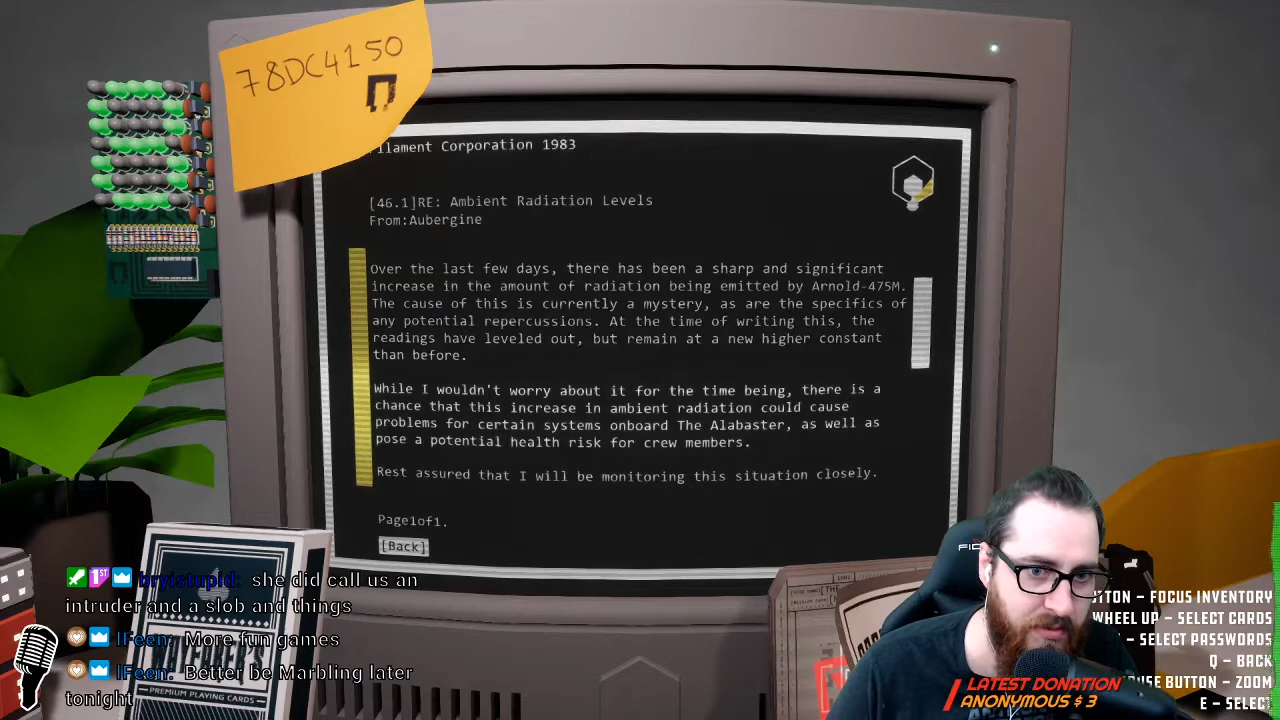 78DC4150
Filament Corporation 1983
[46.1]RE: Ambient Radiation Levels
From:Aubergine
Over the last few days, there has been a sharp and significant
increase in the amount of radiation being emitted by Arnold-475M.
The cause of this is currently a mystery, as are the specifics of
any potential repercussions. At the time of writing this, the
readings have leveled out, but remain at a new higher constant
than before.
While I wouldn't worry about it for the time being, there is a
chance that this increase in ambient radiation could cause
problems for certain systems onboard The Alabaster, as well as
pose a potential health risk for crew members.
Rest assured that I will be monitoring this situation closely.
Page1of1.
[Back]
bryistupid: she did call us an
intruder and a slob and things
lFeen: More fun games
lFeen: Better be Marbling later
tonight
PREMIUM PLAYING CARDS
- FOCUS INVENTORY
WHEEL UP – SELECT CARDS
– SELECT PASSWORDS
Q – BACK
BUTTON – ZOOM
E – SELECT
LATEST DONATION
ANONYMOUS $3